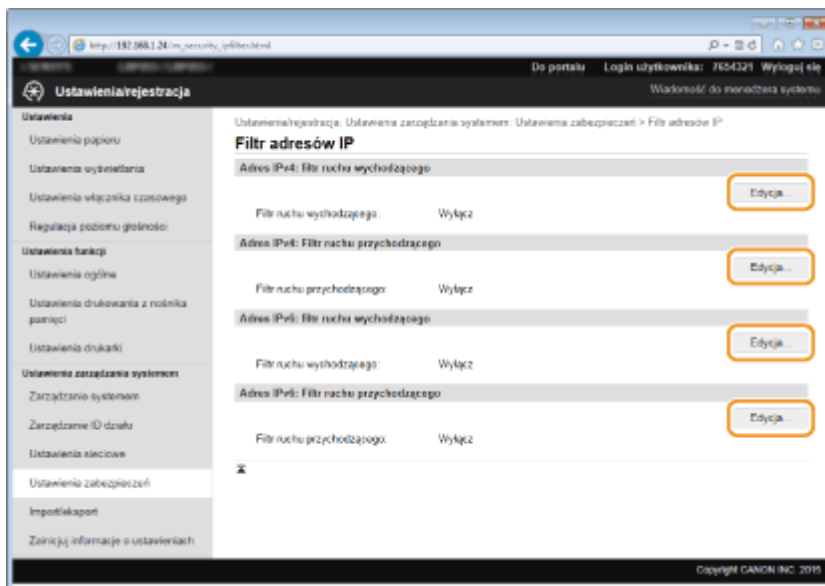 http://192.168.1.24/m_security_ipfilter.html
Do portalu Login użytkownika: 7654321 Wyloguj się
Ustawienia/rejestracja
Wiadomość do menedżera systemu
Ustawienia
Ustawienia papieru
Ustawienia wyświetlania
Ustawienia włącznika czasowego
Regulacja poziomu głośności
Ustawienia funkcji
Ustawienia ogólne
Ustawienia drukowania z nośnika
pamięci
Ustawienia drukarki
Ustawienia zarządzania systemem
Zarządzanie systemem
Zarządzanie ID działu
Ustawienia sieciowe
Ustawienia zabezpieczeń
Import/eksport
Zainicjuj informacje o ustawieniach
Ustawienia/rejestracja: Ustawienia zarządzania systemem: Ustawienia zabezpieczeń > Filtr adresów IP
Filtr adresów IP
Adres IPv4: filtr ruchu wychodzącego
Edycja...
Filtr ruchu wychodzącego: Wyłącz
Adres IPv4: Filtr ruchu przychodzącego
Edycja...
Filtr ruchu przychodzącego: Wyłącz
Adres IPv6: filtr ruchu wychodzącego
Edycja...
Filtr ruchu wychodzącego: Wyłącz
Adres IPv6: Filtr ruchu przychodzącego
Edycja...
Filtr ruchu przychodzącego: Wyłącz
Copyright CANON INC. 2015